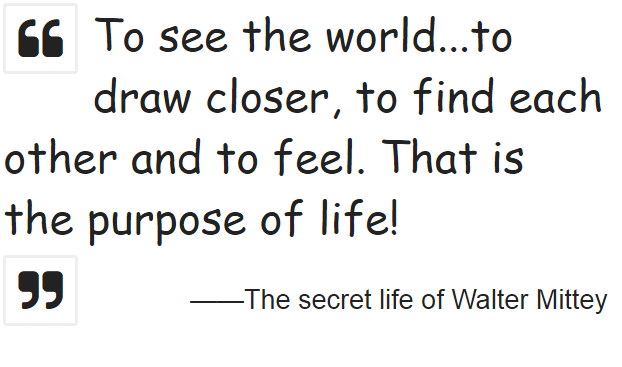 ❝ To see the world...to
draw closer, to find each
other and to feel. That is
the purpose of life!
❞ ——The secret life of Walter Mittey